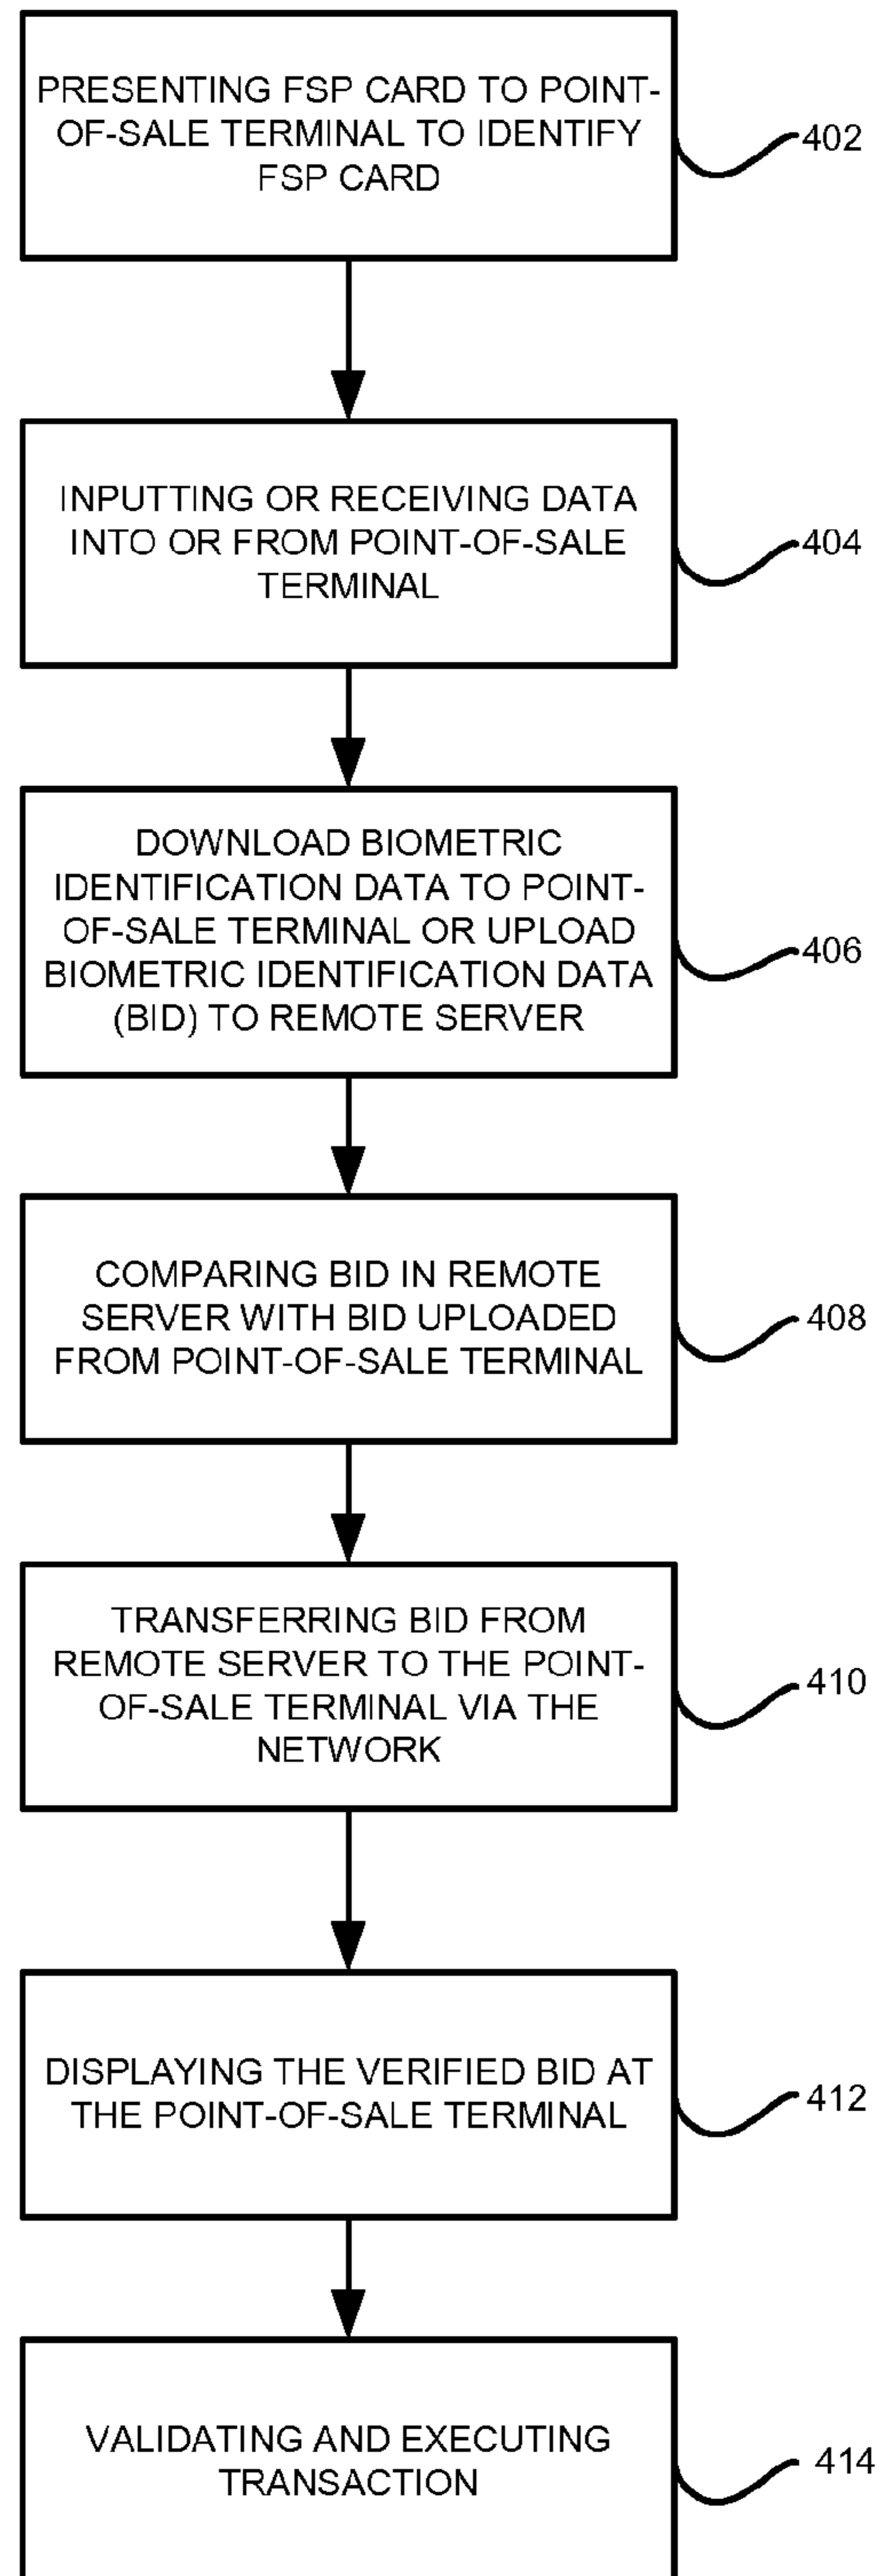 PRESENTING FSP CARD TO POINT-
OF-SALE TERMINAL TO IDENTIFY
FSP CARD
402
INPUTTING OR RECEIVING DATA
INTO OR FROM POINT-OF-SALE
TERMINAL
404
DOWNLOAD BIOMETRIC
IDENTIFICATION DATA TO POINT-
OF-SALE TERMINAL OR UPLOAD
BIOMETRIC IDENTIFICATION DATA
(BID) TO REMOTE SERVER
406
COMPARING BID IN REMOTE
SERVER WITH BID UPLOADED
FROM POINT-OF-SALE TERMINAL
408
TRANSFERRING BID FROM
REMOTE SERVER TO THE POINT-
OF-SALE TERMINAL VIA THE
NETWORK
410
DISPLAYING THE VERIFIED BID AT
THE POINT-OF-SALE TERMINAL
412
VALIDATING AND EXECUTING
TRANSACTION
414